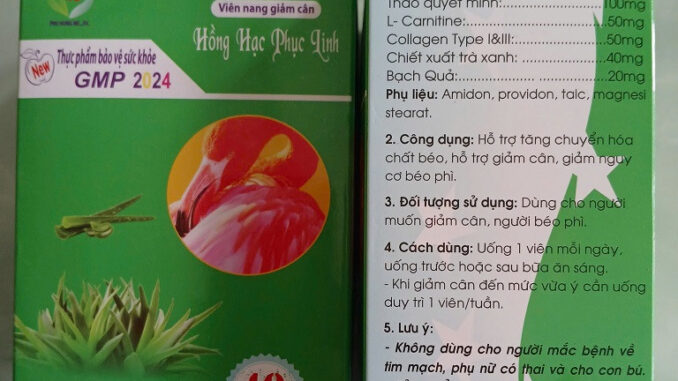 Viên nang giảm cân
Hồng Hạc Phục Linh
New
Thực phẩm bảo vệ sức khỏe
GMP 2024
Thảo quyết minh:............100mg
L- Carnitine:............50mg
Collagen Type I&III:............50mg
Chiết xuất trà xanh:............40mg
Bạch Quả:............20mg
Phụ liệu: Amidon, providon, talc, magnesi
stearat.
2. Công dụng: Hỗ trợ tăng chuyển hóa
chất béo, hỗ trợ giảm cân, giảm nguy
cơ béo phì.
3. Đối tượng sử dụng: Dùng cho người
muốn giảm cân, người béo phì.
4. Cách dùng: Uống 1 viên mỗi ngày,
uống trước hoặc sau bữa ăn sáng.
- Khi giảm cân đến mức vừa ý cần uống
duy trì 1 viên/tuần.
5. Lưu ý:
- Không dùng cho người mắc bệnh về
tim mạch, phụ nữ có thai và cho con bú.